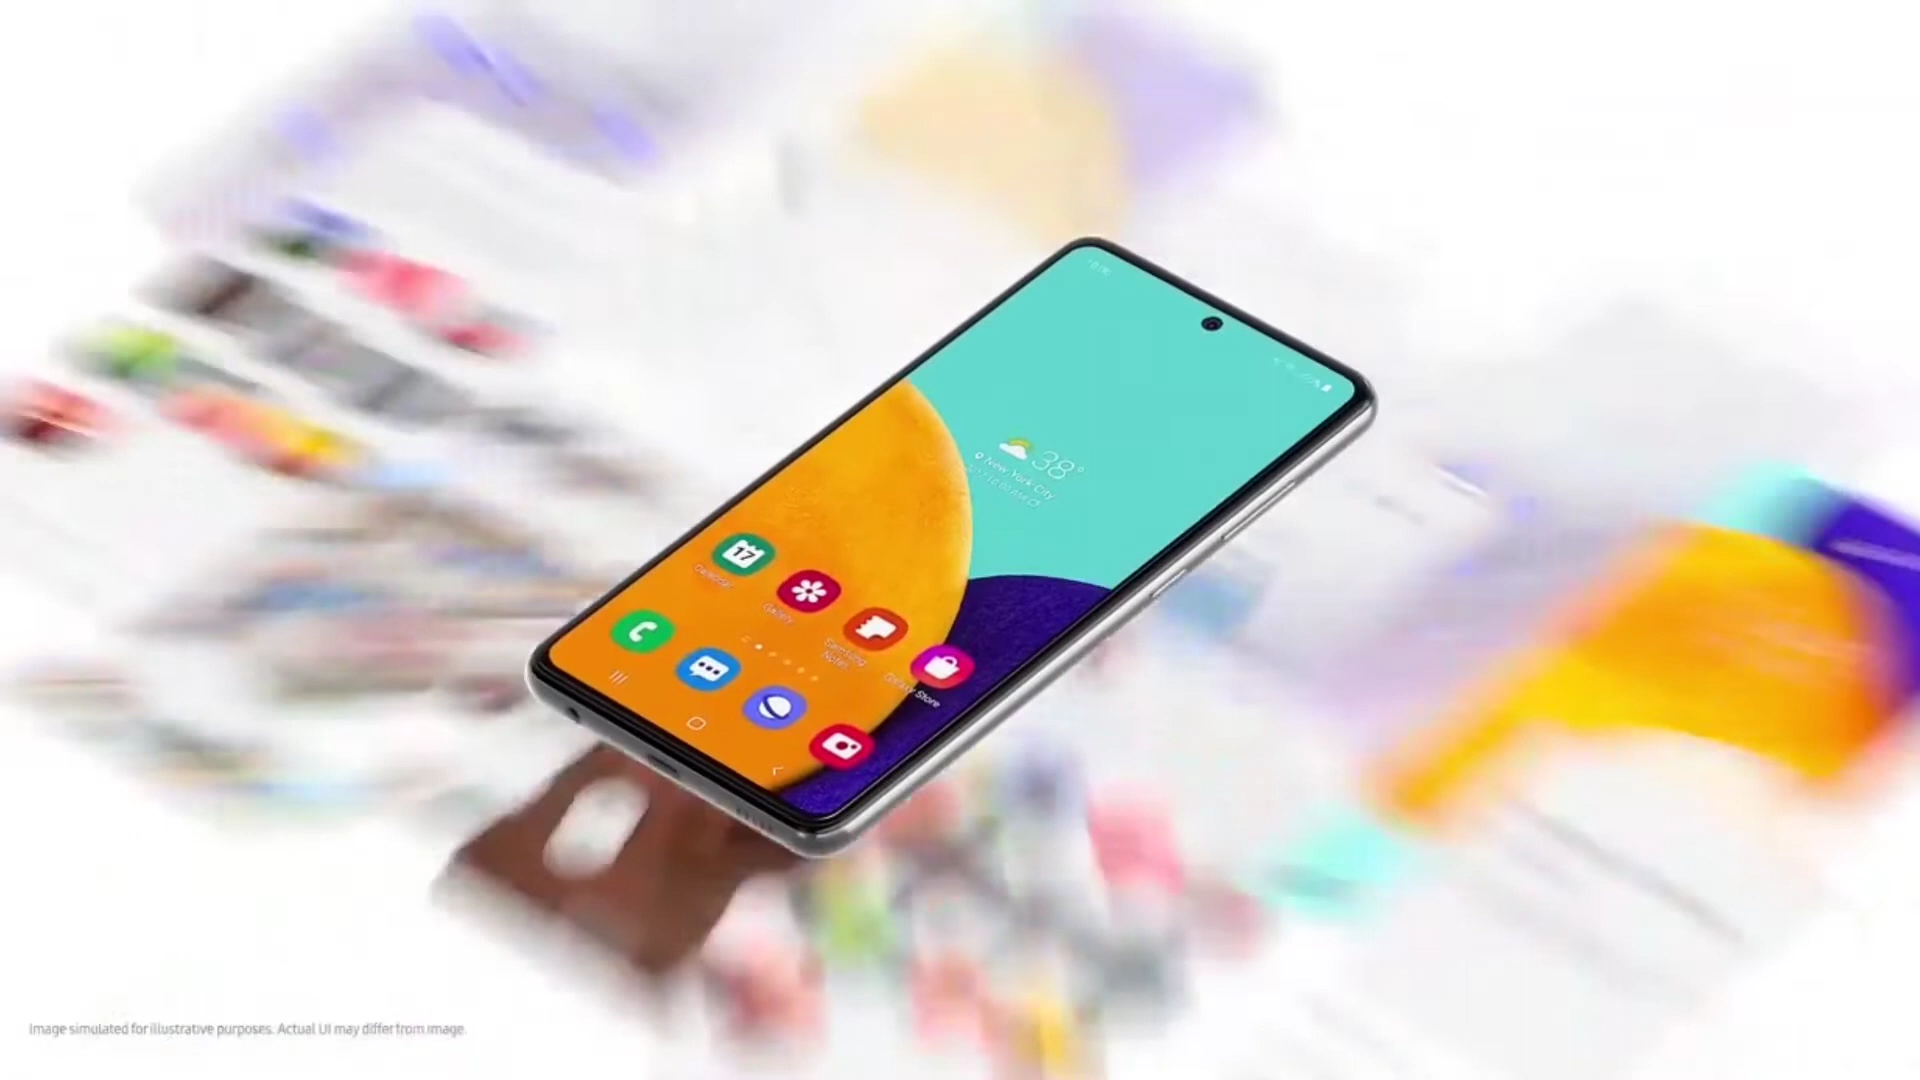 38°
New York City
17
Calendar
Gallery
Samsung
Notes
Galaxy Store
Image simulated for illustrative purposes. Actual UI may differ from image.